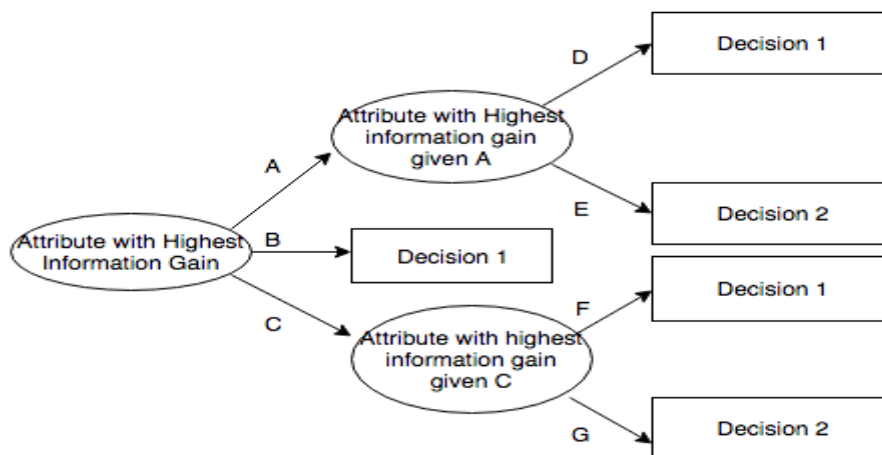 D
Decision 1
Attribute with Highest
information gain
given A
A
E
Decision 2
Attribute with Highest
Information Gain
B
Decision 1
C
F
Decision 1
Attribute with highest
information gain
given C
G
Decision 2